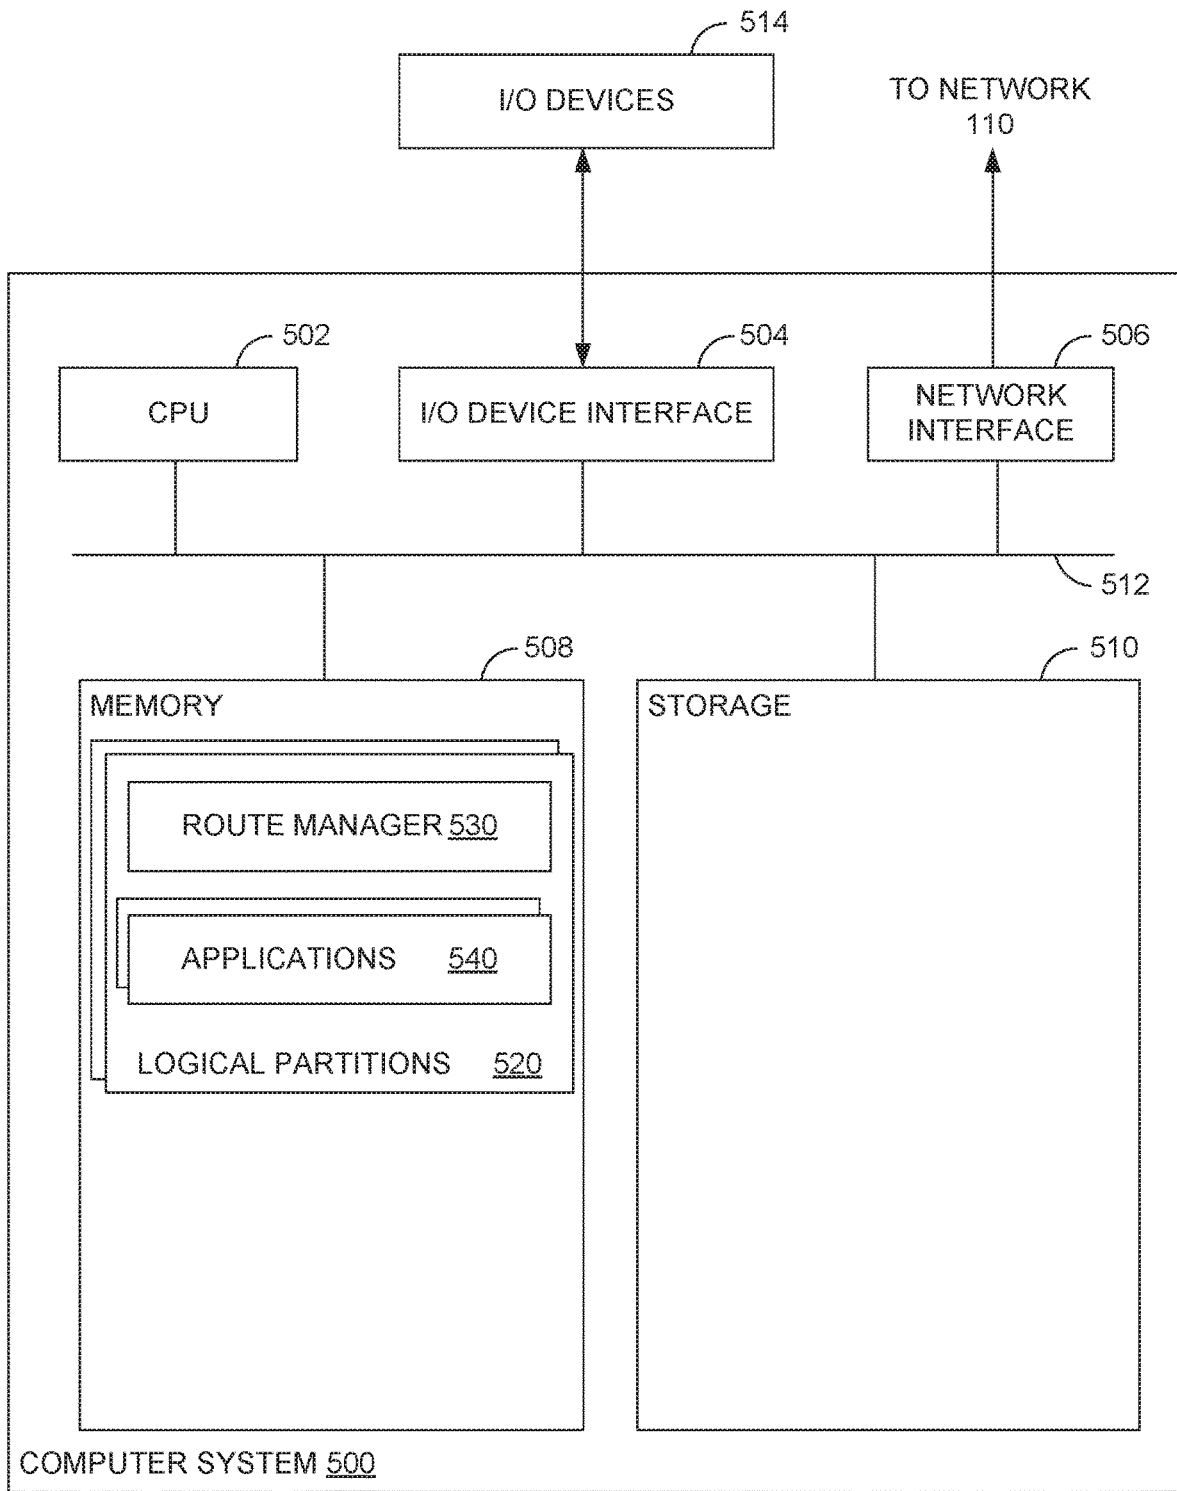 514
I/O DEVICES
TO NETWORK
110
502
504
506
CPU
I/O DEVICE INTERFACE
NETWORK
INTERFACE
512
508
510
MEMORY
STORAGE
ROUTE MANAGER 530
APPLICATIONS 540
LOGICAL PARTITIONS 520
COMPUTER SYSTEM 500